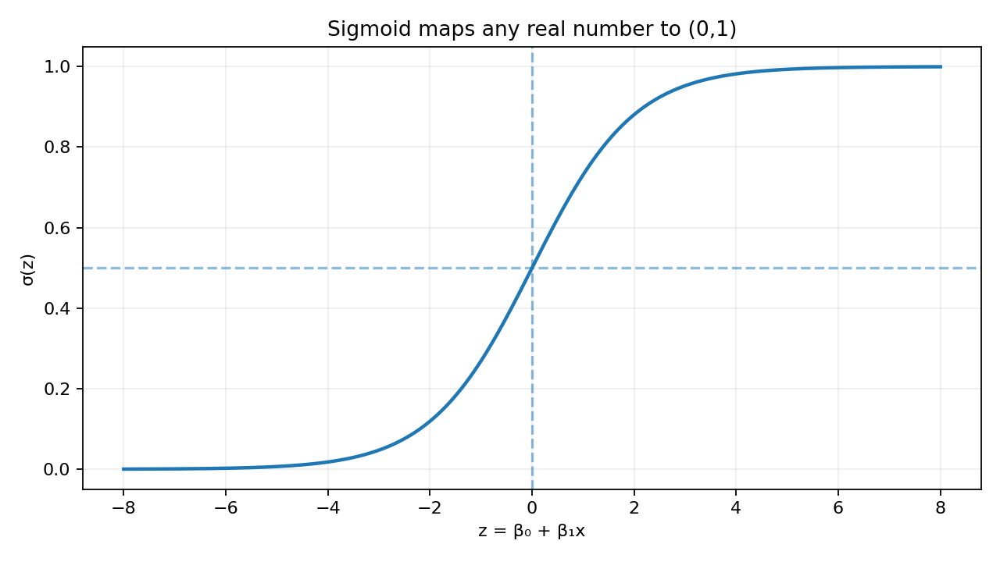 Sigmoid maps any real number to (0,1)
1.0
0.8
0.6
0.4
0.2
0.0
σ(z)
−8 −6 −4 −2 0 2 4 6 8
z = β₀ + β₁x